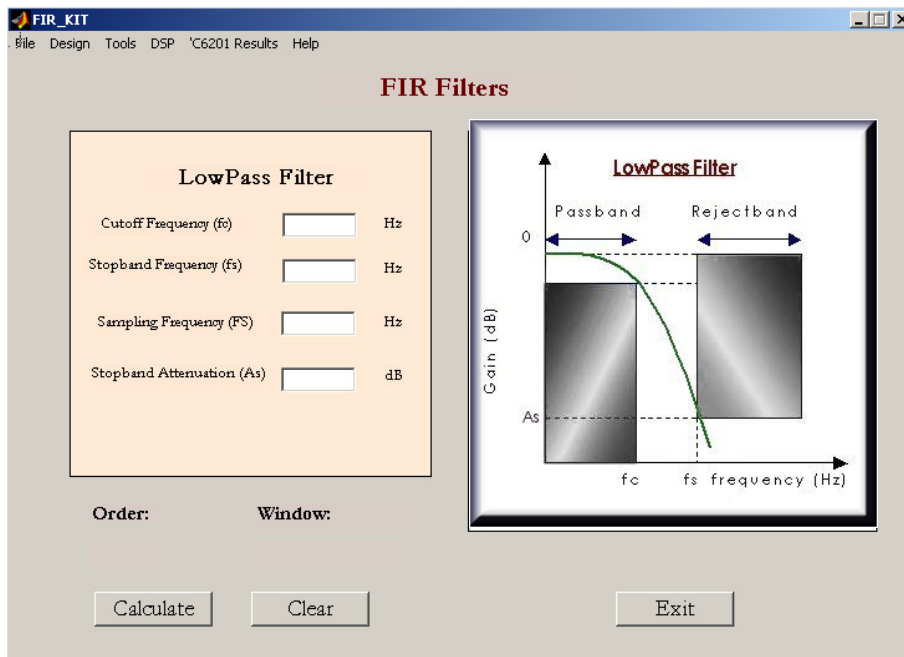 FIR_KIT
File Design Tools DSP 'C6201 Results Help
FIR Filters
LowPass Filter
Cutoff Frequency (fc) Hz
Stopband Frequency (fs) Hz
Sampling Frequency (FS) Hz
Stopband Attenuation (As) dB
Order: Window:
Calculate Clear
LowPass Filter
Passband Rejectband
0
Gain (dB)
As
fc fs frequency (Hz)
Exit